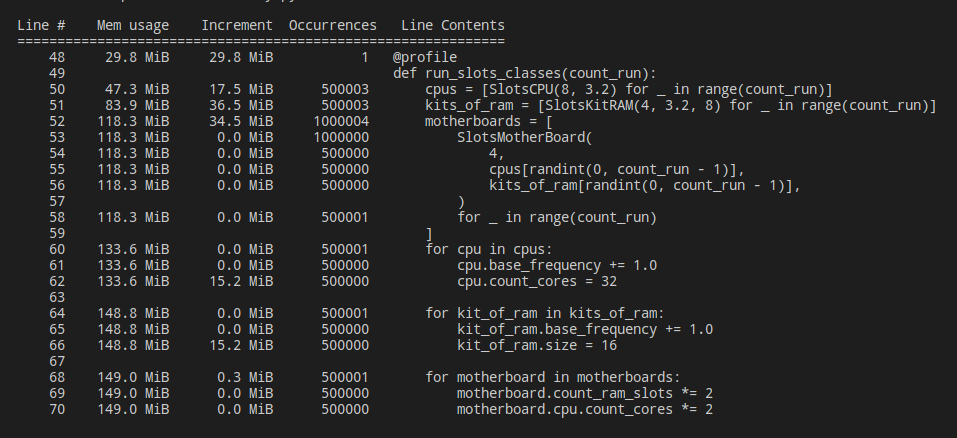 Line #    Mem usage    Increment  Occurrences   Line Contents
=============================================================
    48     29.8 MiB     29.8 MiB           1   @profile
    49                                         def run_slots_classes(count_run):
    50     47.3 MiB     17.5 MiB      500003       cpus = [SlotsCPU(8, 3.2) for _ in range(count_run)]
    51     83.9 MiB     36.5 MiB      500003       kits_of_ram = [SlotsKitRAM(4, 3.2, 8) for _ in range(count_run)]
    52    118.3 MiB     34.5 MiB     1000004       motherboards = [
    53    118.3 MiB      0.0 MiB     1000000           SlotsMotherBoard(
    54    118.3 MiB      0.0 MiB      500000               4,
    55    118.3 MiB      0.0 MiB      500000               cpus[randint(0, count_run - 1)],
    56    118.3 MiB      0.0 MiB      500000               kits_of_ram[randint(0, count_run - 1)],
    57                                                 )
    58    118.3 MiB      0.0 MiB      500001           for _ in range(count_run)
    59                                             ]
    60    133.6 MiB      0.0 MiB      500001       for cpu in cpus:
    61    133.6 MiB      0.0 MiB      500000           cpu.base_frequency += 1.0
    62    133.6 MiB     15.2 MiB      500000           cpu.count_cores = 32
    63
    64    148.8 MiB      0.0 MiB      500001       for kit_of_ram in kits_of_ram:
    65    148.8 MiB      0.0 MiB      500000           kit_of_ram.base_frequency += 1.0
    66    148.8 MiB     15.2 MiB      500000           kit_of_ram.size = 16
    67
    68    149.0 MiB      0.3 MiB      500001       for motherboard in motherboards:
    69    149.0 MiB      0.0 MiB      500000           motherboard.count_ram_slots *= 2
    70    149.0 MiB      0.0 MiB      500000           motherboard.cpu.count_cores *= 2